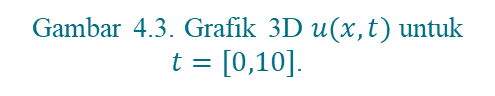 Gambar 4.3. Grafik 3D u(x,t) untuk
t = [0,10].